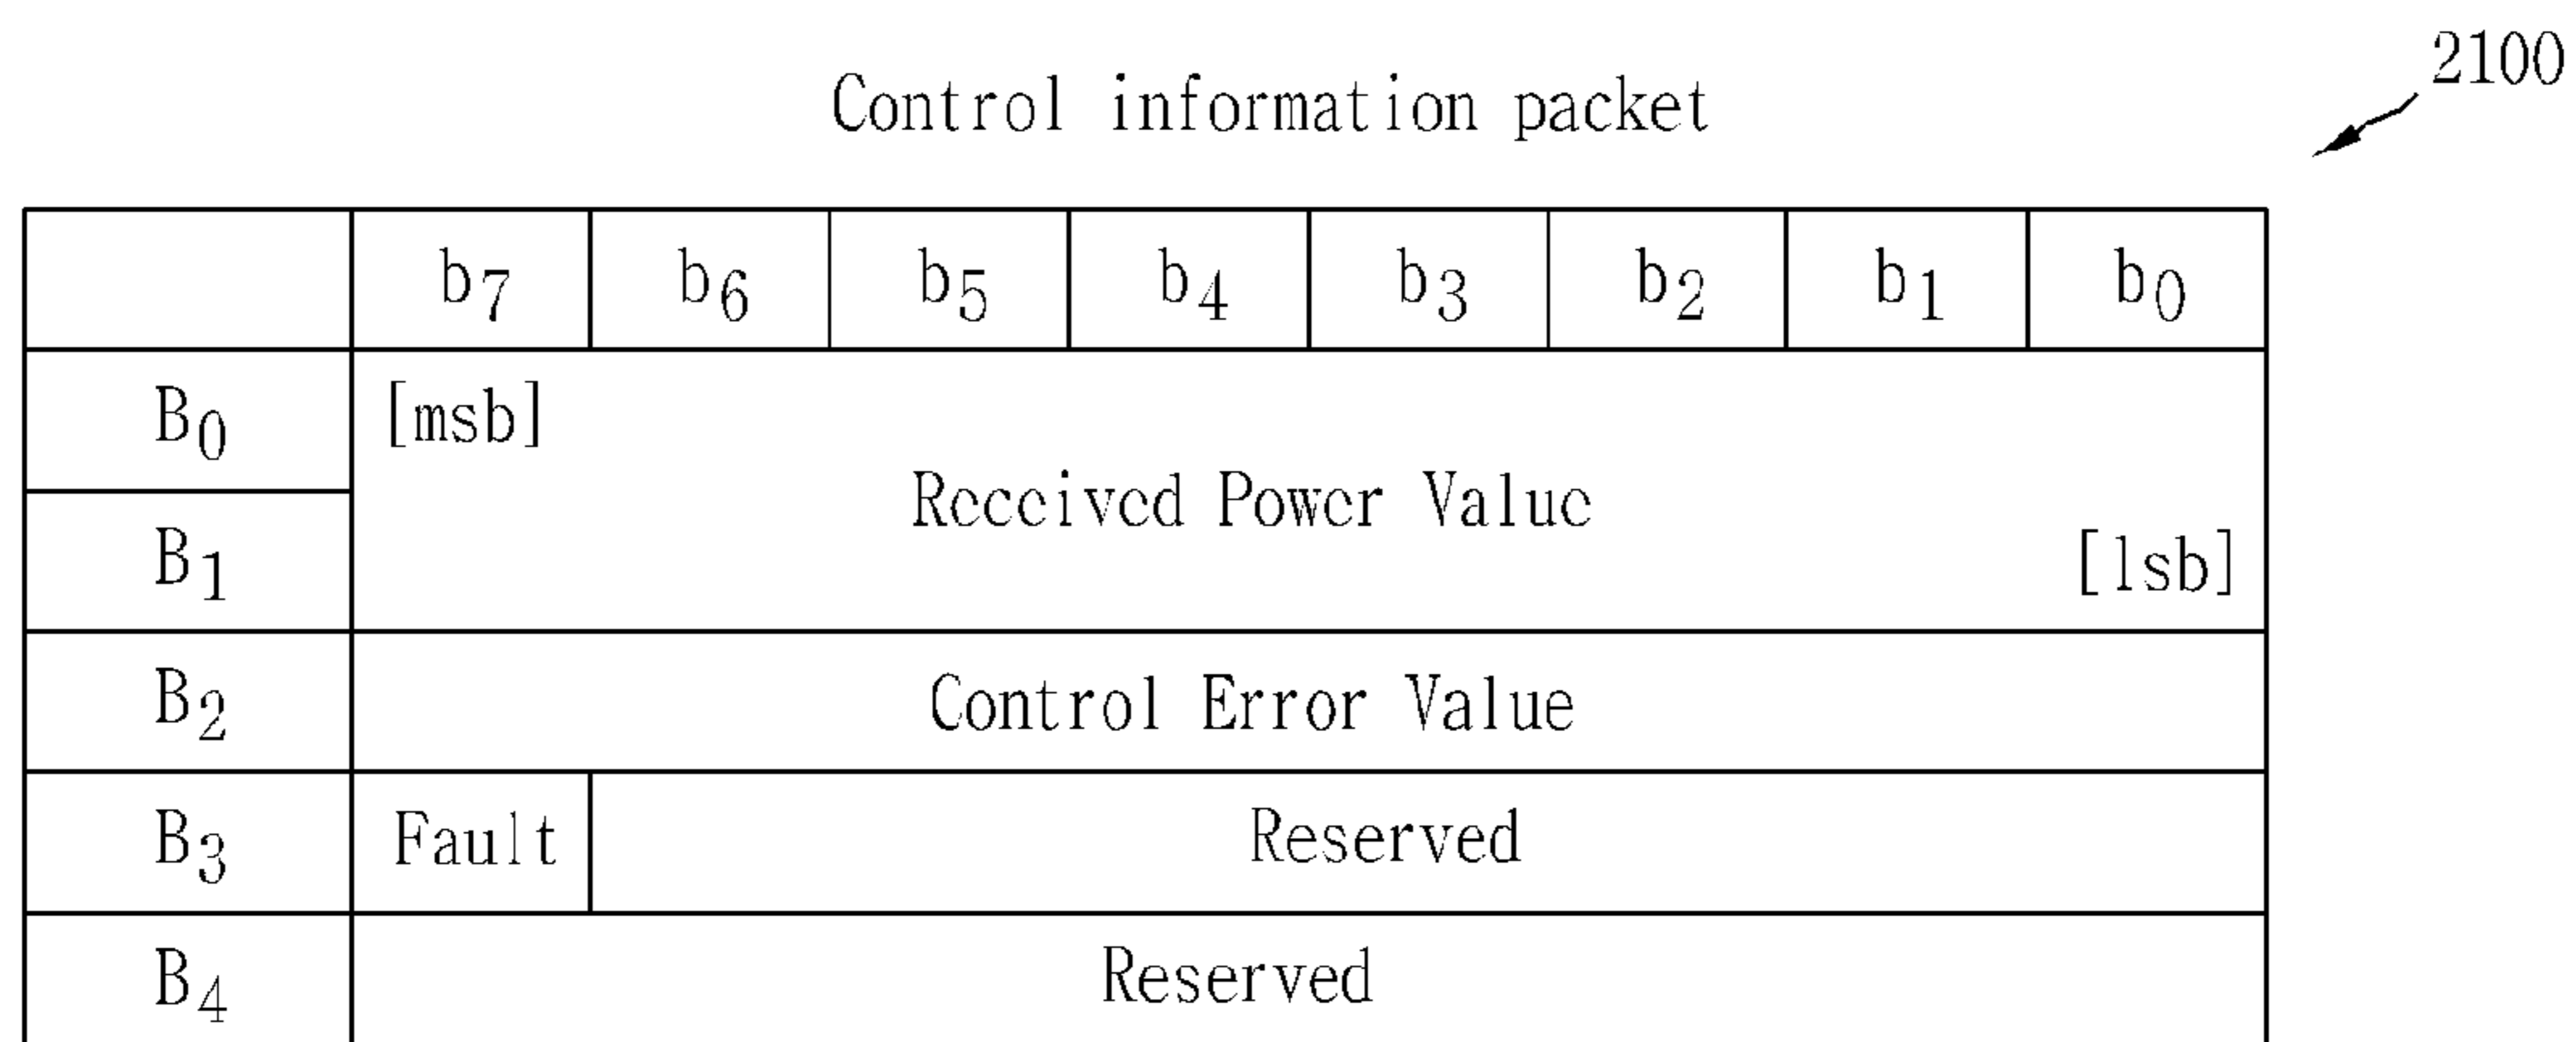 2100
Control information packet
b7 b6 b5 b4 b3 b2 b1 b0
B0 [msb]
Received Power Value
B1 [lsb]
B2 Control Error Value
B3 Fault Reserved
B4 Reserved